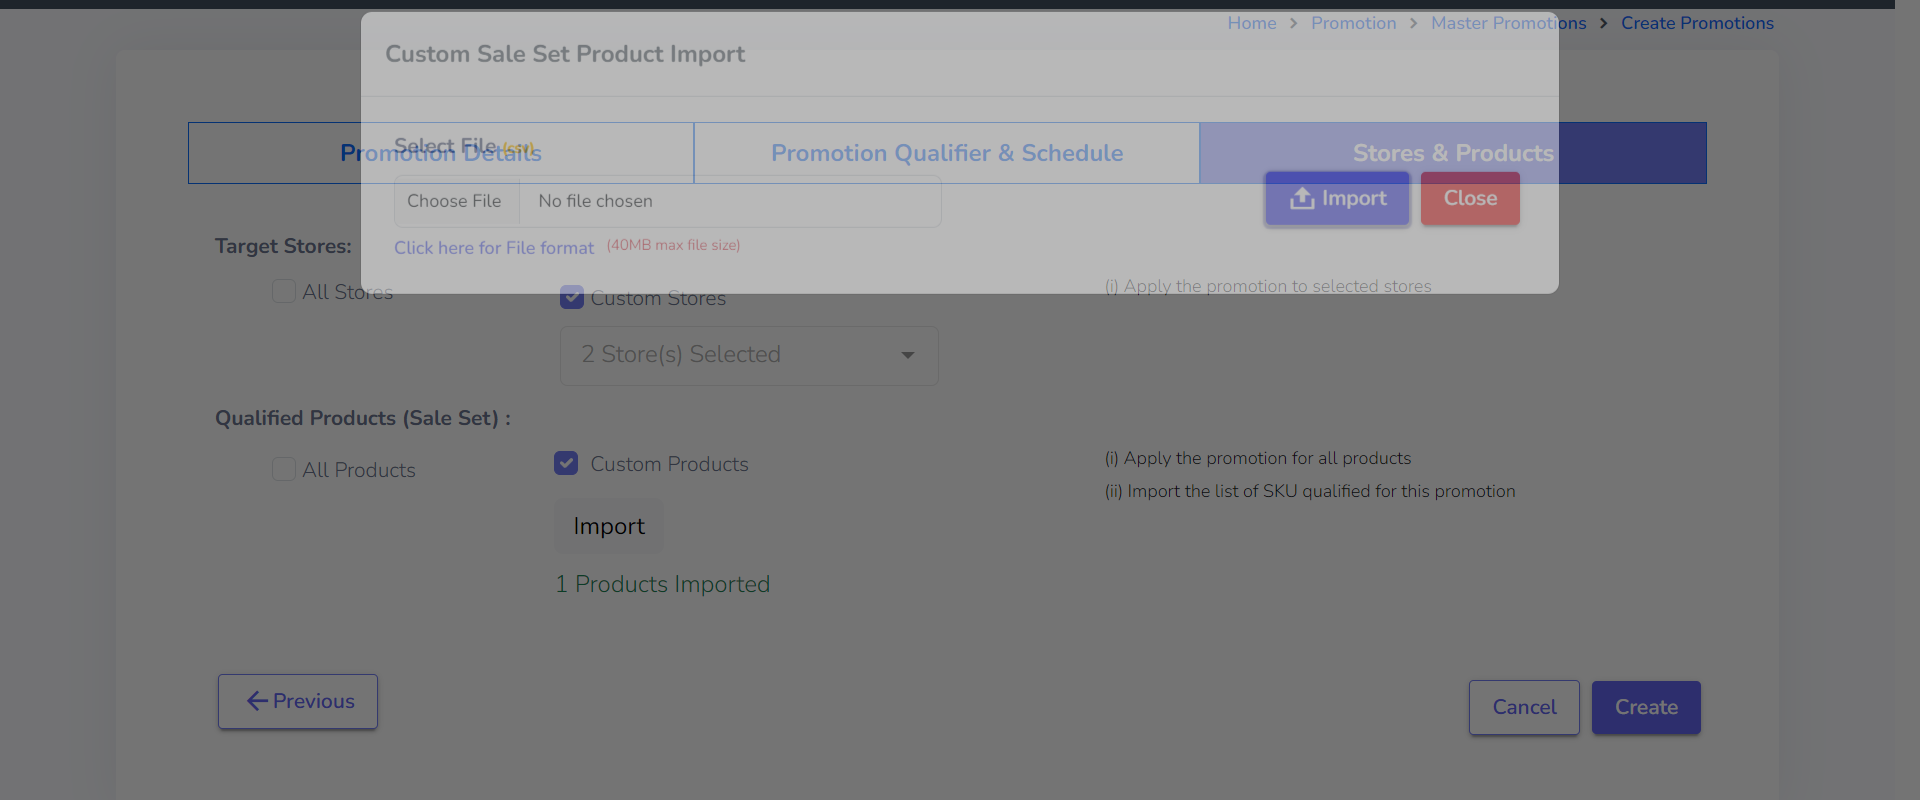 Home > Promotion > Master Promotions > Create Promotions
Custom Sale Set Product Import
Select File (csv)
Promotion Details
Promotion Qualifier & Schedule
Stores & Products
Choose File
No file chosen
Import
Close
Click here for File format (40MB max file size)
Target Stores:
All Stores
Custom Stores
(i) Apply the promotion to selected stores
2 Store(s) Selected
Qualified Products (Sale Set) :
All Products
Custom Products
(i) Apply the promotion for all products
(ii) Import the list of SKU qualified for this promotion
Import
1 Products Imported
Previous
Cancel
Create